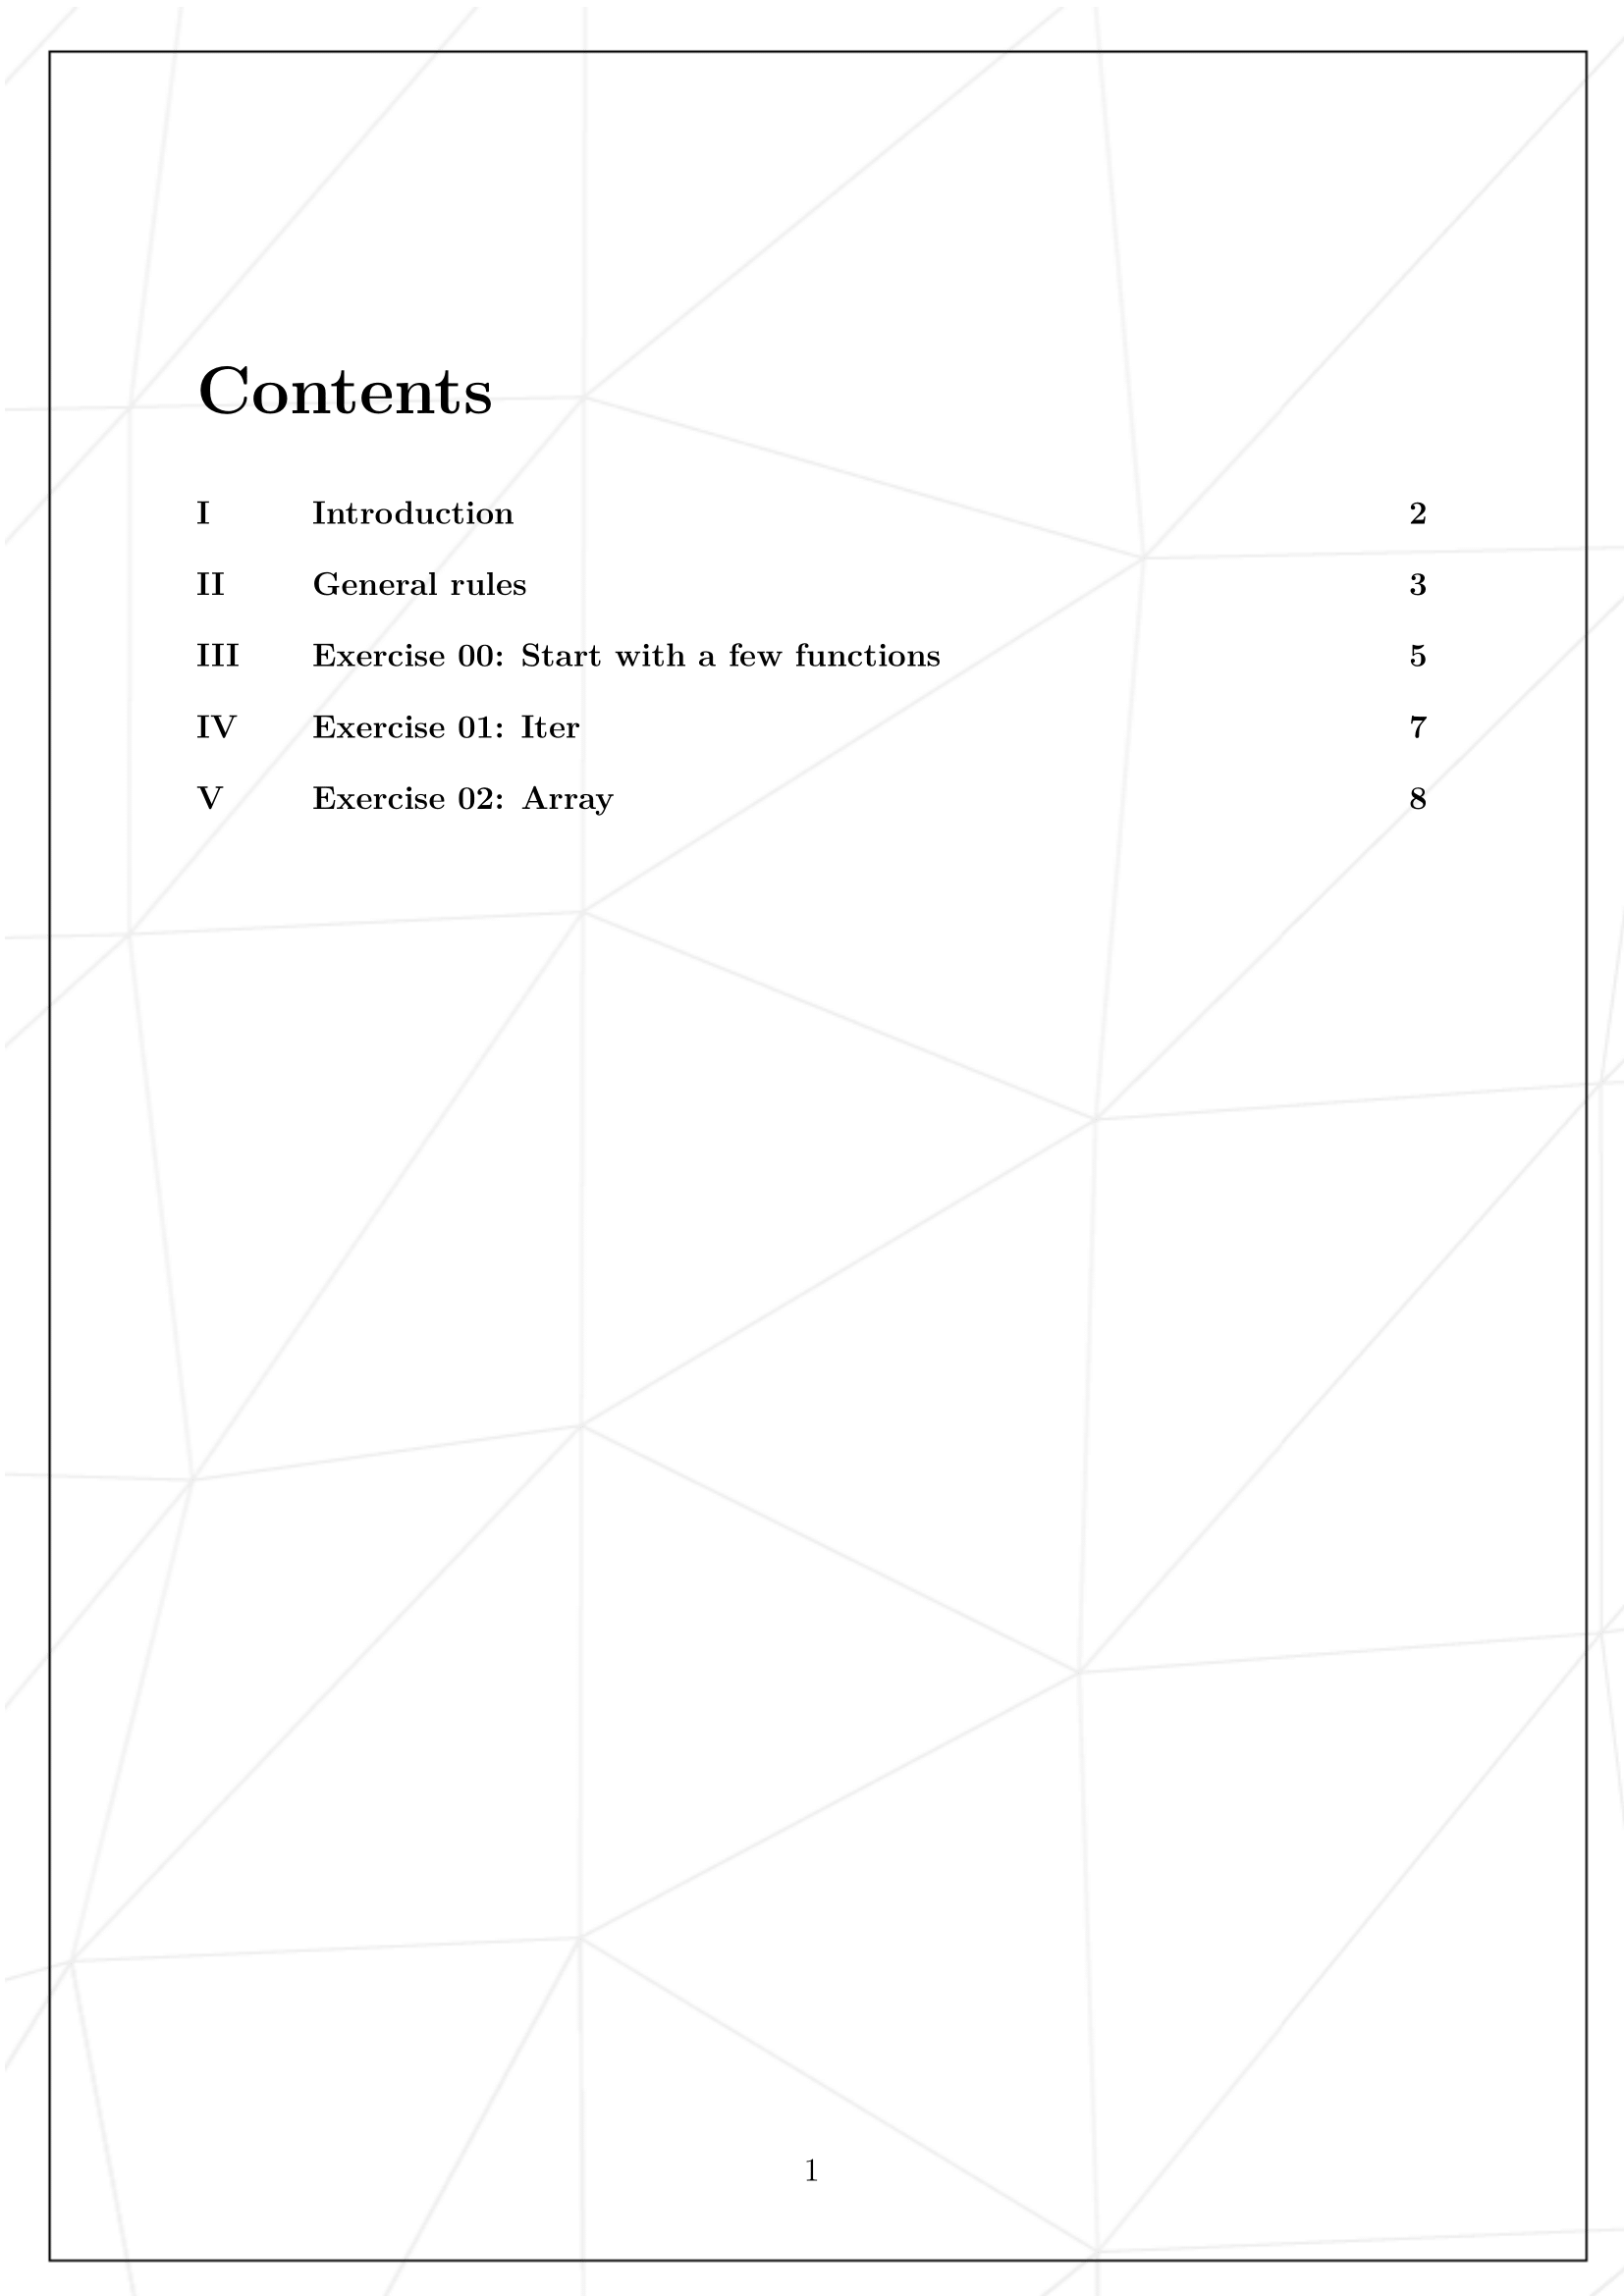 Contents
I Introduction 2
II General rules 3
III Exercise 00: Start with a few functions 5
IV Exercise 01: Iter 7
V Exercise 02: Array 8
1